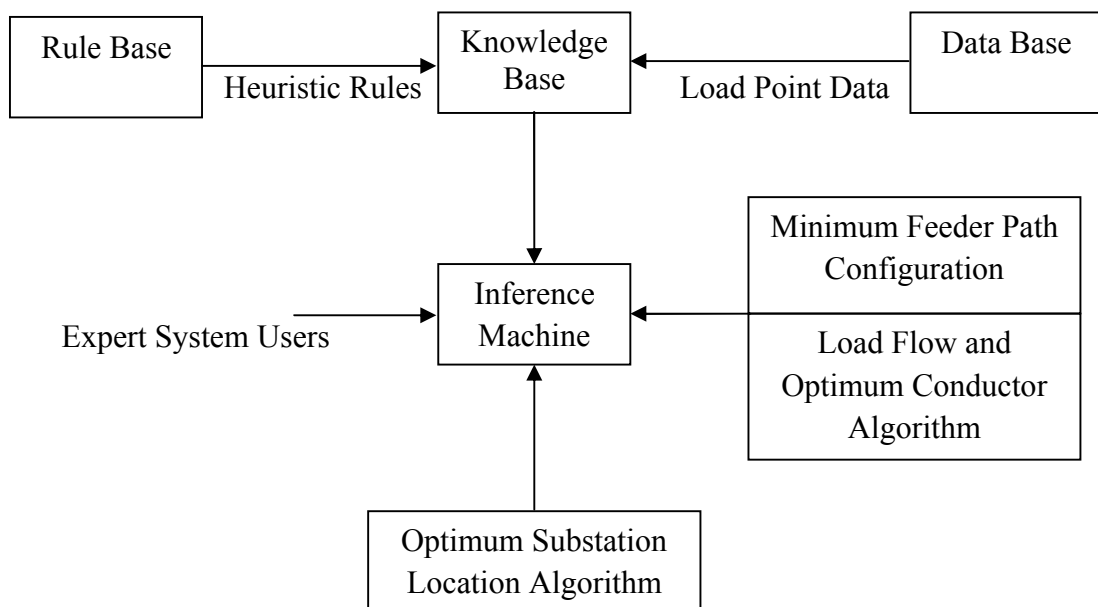 Rule Base
Heuristic Rules
Knowledge
Base
Load Point Data
Data Base
Expert System Users
Inference
Machine
Minimum Feeder Path
Configuration
Load Flow and
Optimum Conductor
Algorithm
Optimum Substation
Location Algorithm